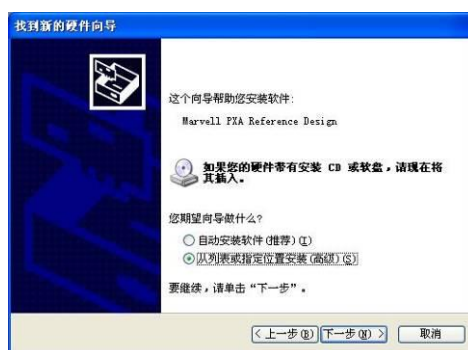 找到新的硬件向导
这个向导帮助您安装软件:
Marvell PXA Reference Design
如果您的硬件带有安装 CD 或软盘,请现在将
其插入。
您期望向导做什么?
自动安装软件(推荐)(I)
从列表或指定位置安装(高级)(S)
要继续,请单击“下一步”。
< 上一步(B) 下一步(N) > 取消